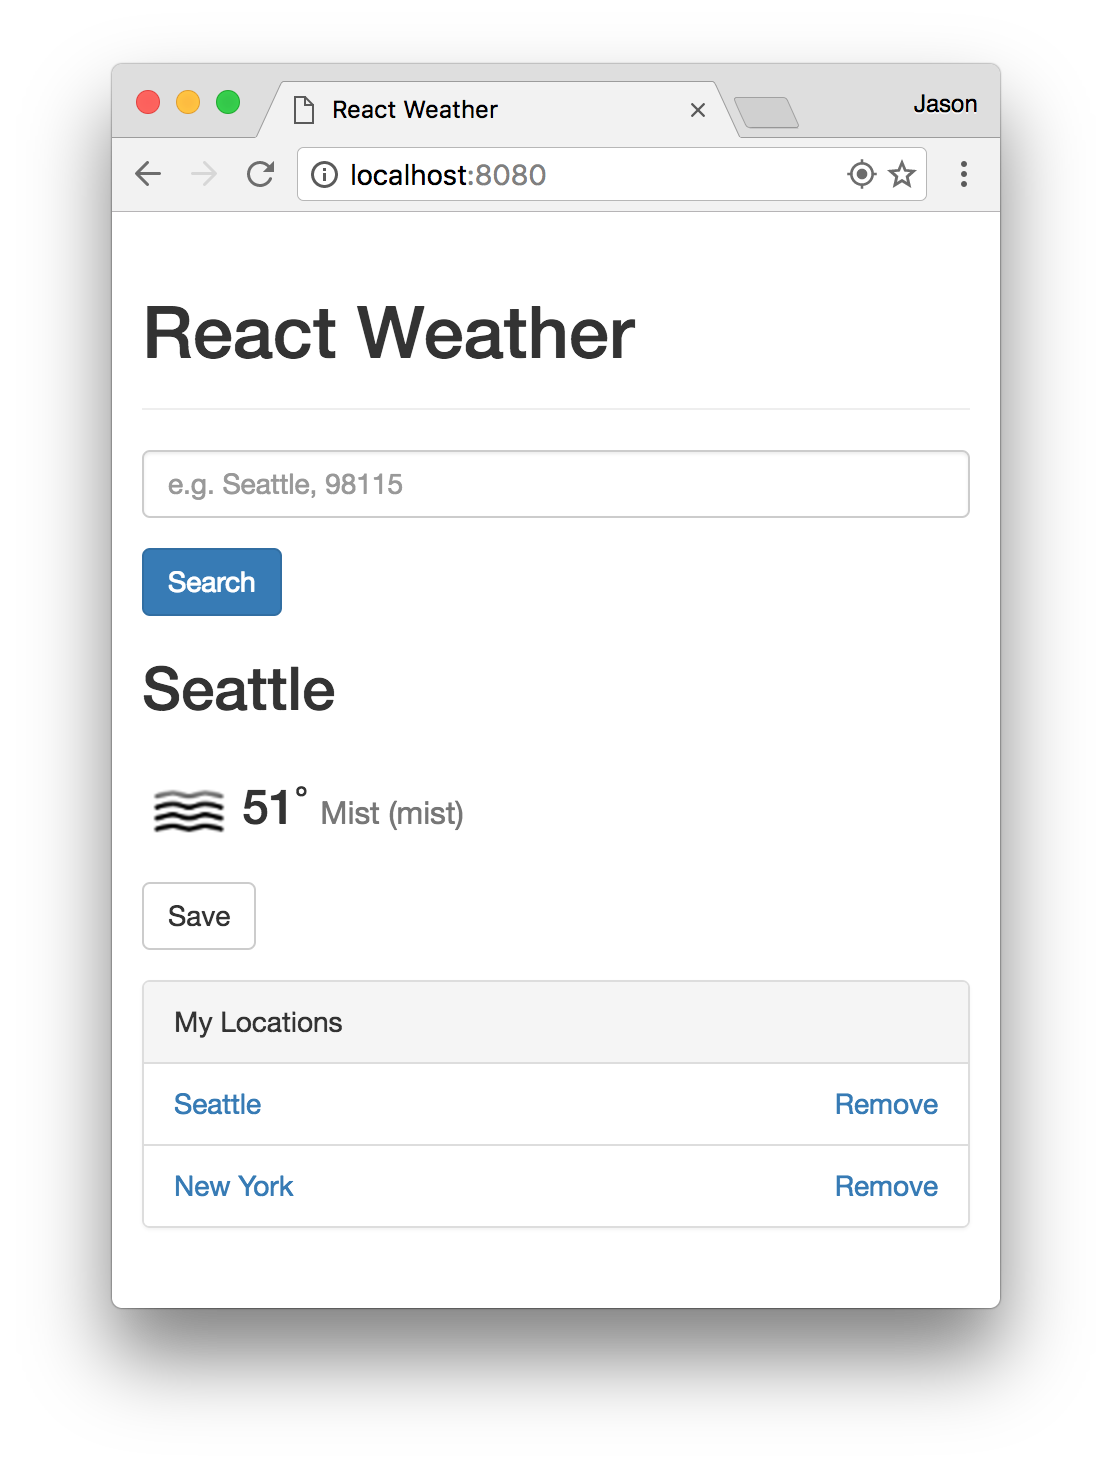 React Weather
Jason
localhost:8080
React Weather
e.g. Seattle, 98115
Search
Seattle
51° Mist (mist)
Save
My Locations
Seattle Remove
New York Remove